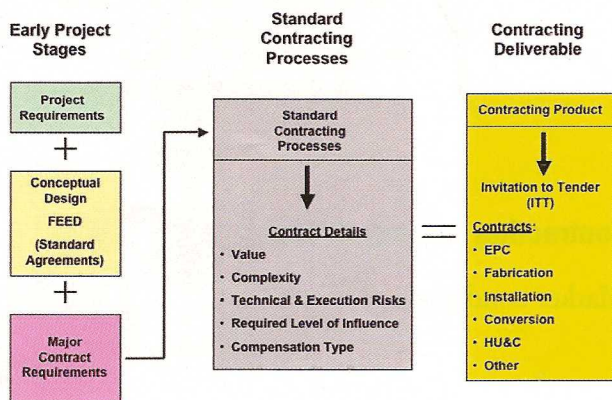 Early Project
Stages
Project
Requirements
+
Conceptual
Design
FEED
(Standard
Agreements)
+
Major
Contract
Requirements
Standard
Contracting
Processes
Standard
Contracting
Processes
Contract Details
• Value
• Complexity
• Technical & Execution Risks
• Required Level of Influence
• Compensation Type
=
Contracting
Deliverable
Contracting Product
Invitation to Tender
(ITT)
Contracts:
• EPC
• Fabrication
• Installation
• Conversion
• HU&C
• Other